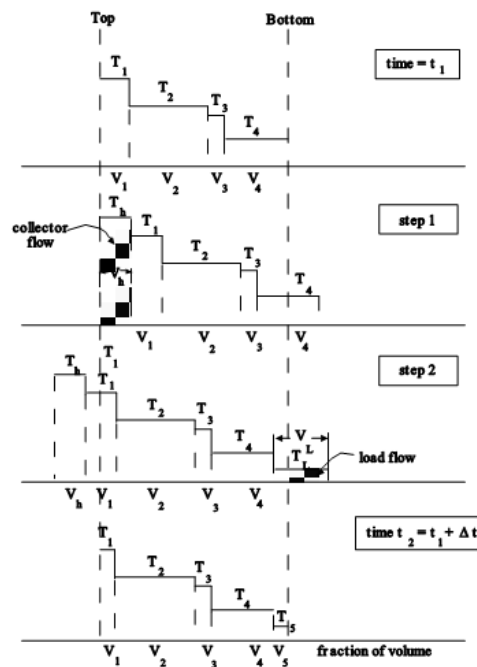 Top
Bottom
T1
T2
T3
T4
time = t1
V1
V2
V3
V4
Th
T1
collector
flow
T2
T3
T4
Vh
step 1
V1
V2
V3
V4
T1
Th
T1
T2
T3
T4
VL
TL
step 2
load flow
Vh
V1
V2
V3
V4
time t2 = t1 + Δt
T1
T2
T3
T4
T5
V1
V2
V3
V4
V5
fraction of volume